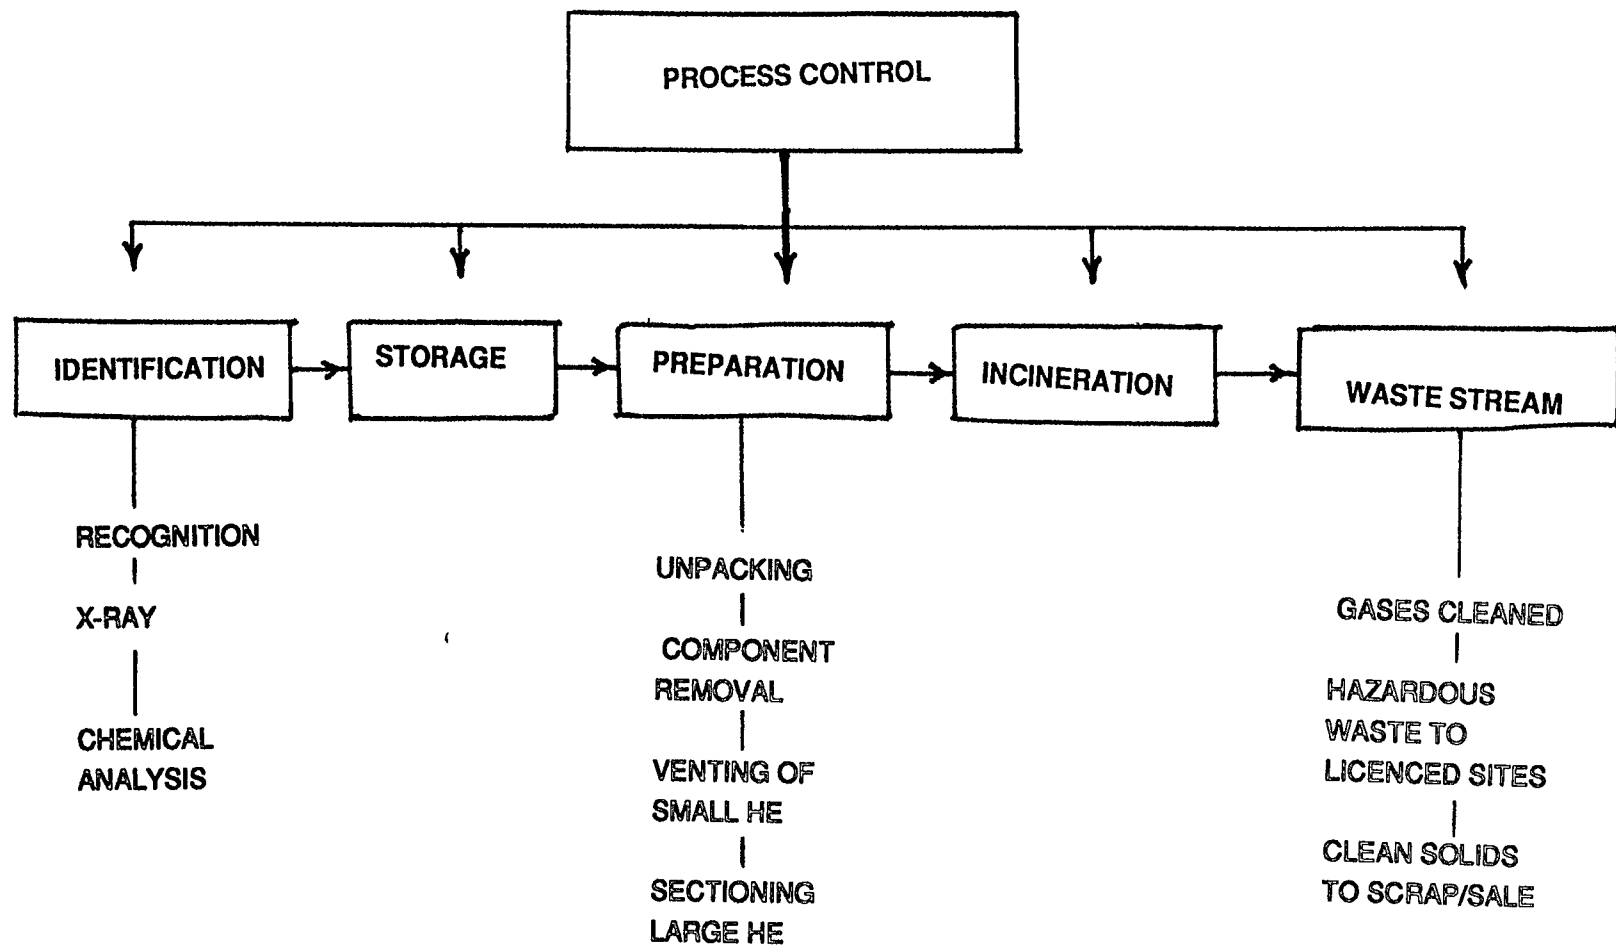 PROCESS CONTROL
IDENTIFICATION
STORAGE
PREPARATION
INCINERATION
WASTE STREAM
RECOGNITION
X-RAY
CHEMICAL
ANALYSIS
UNPACKING
COMPONENT
REMOVAL
VENTING OF
SMALL HE
SECTIONING
LARGE HE
GASES CLEANED
HAZARDOUS
WASTE TO
LICENCED SITES
CLEAN SOLIDS
TO SCRAP/SALE